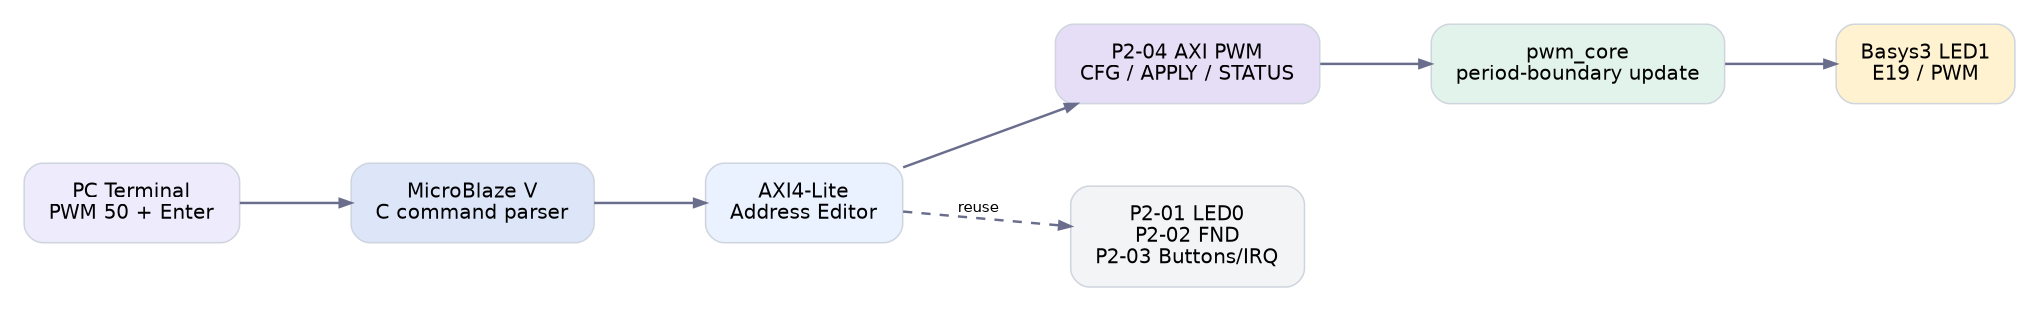 PC Terminal
PWM 50 + Enter
MicroBlaze V
C command parser
AXI4-Lite
Address Editor
reuse
P2-04 AXI PWM
CFG / APPLY / STATUS
P2-01 LED0
P2-02 FND
P2-03 Buttons/IRQ
pwm_core
period-boundary update
Basys3 LED1
E19 / PWM